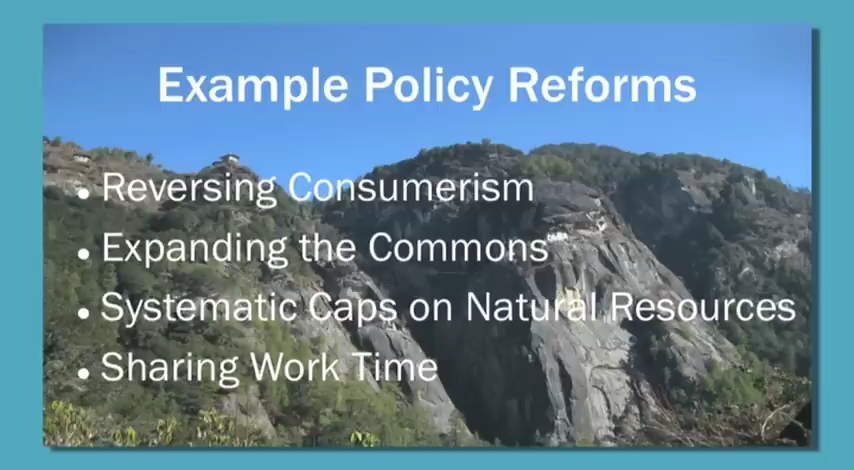 Example Policy Reforms
• Reversing Consumerism
• Expanding the Commons
• Systematic Caps on Natural Resources
• Sharing Work Time